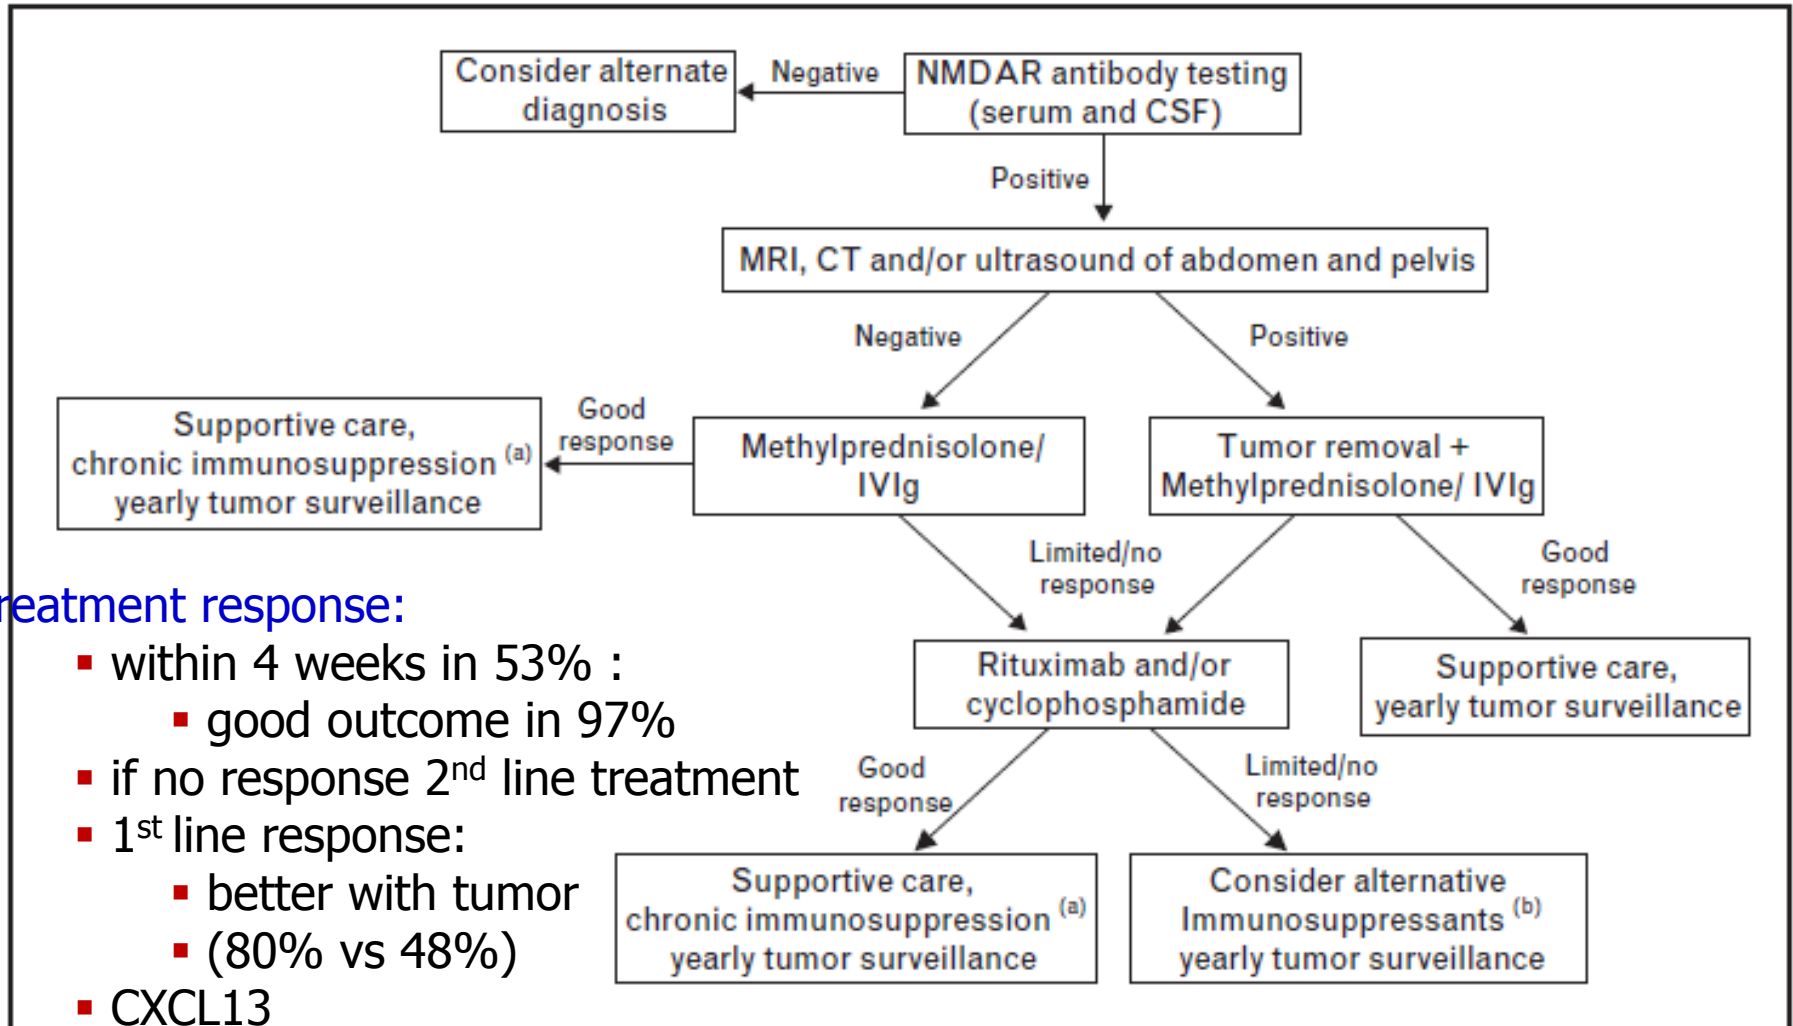 Consider alternate
diagnosis
Negative
NMDAR antibody testing
(serum and CSF)
Positive
MRI, CT and/or ultrasound of abdomen and pelvis
Negative
Positive
Supportive care,
chronic immunosuppression (a)
yearly tumor surveillance
Good
response
Methylprednisolone/
IVIg
Tumor removal +
Methylprednisolone/ IVIg
Limited/no
response
Good
response
Rituximab and/or
cyclophosphamide
Supportive care,
yearly tumor surveillance
Good
response
Limited/no
response
Supportive care,
chronic immunosuppression (a)
yearly tumor surveillance
Consider alternative
Immunosuppressants (b)
yearly tumor surveillance
reatment response:
▪ within 4 weeks in 53% :
▪ good outcome in 97%
▪ if no response 2nd line treatment
▪ 1st line response:
▪ better with tumor
▪ (80% vs 48%)
▪ CXCL13